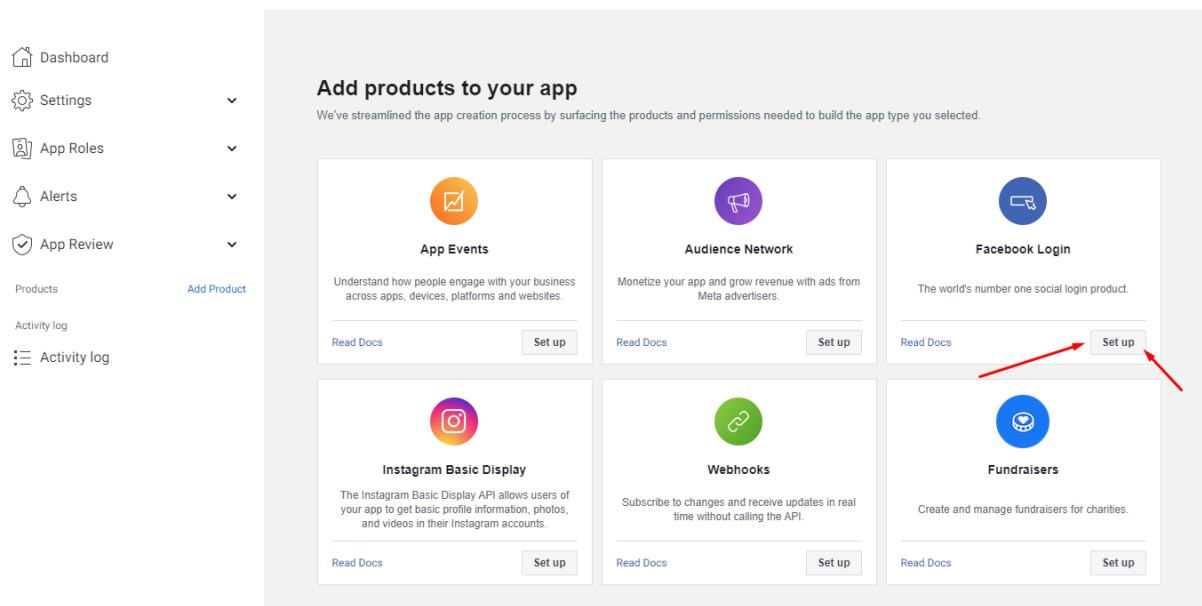 Dashboard
Settings
App Roles
Alerts
App Review
Products Add Product
Activity log
Activity log
Add products to your app
We've streamlined the app creation process by surfacing the products and permissions needed to build the app type you selected.
App Events
Understand how people engage with your business
across apps, devices, platforms and websites.
Read Docs Set up
Audience Network
Monetize your app and grow revenue with ads from
Meta advertisers.
Read Docs Set up
Facebook Login
The world's number one social login product.
Read Docs Set up
Instagram Basic Display
The Instagram Basic Display API allows users of
your app to get basic profile information, photos,
and videos in their Instagram accounts.
Read Docs Set up
Webhooks
Subscribe to changes and receive updates in real
time without calling the API.
Read Docs Set up
Fundraisers
Create and manage fundraisers for charities.
Read Docs Set up